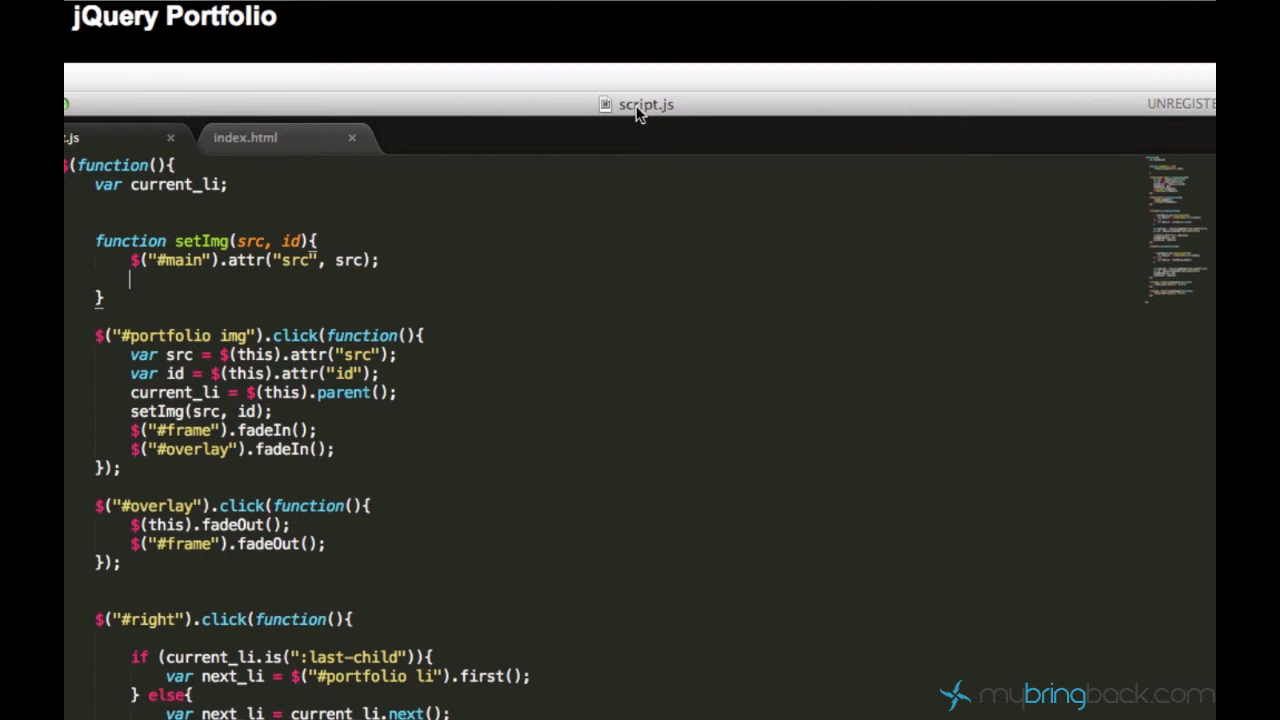 jQuery Portfolio
script.js
UNREGISTE
.js × index.html ×
$(function(){
var current_li;
function setImg(src, id){
$("#main").attr("src", src);
}
$("#portfolio img").click(function(){
var src = $(this).attr("src");
var id = $(this).attr("id");
current_li = $(this).parent();
setImg(src, id);
$("#frame").fadeIn();
$("#overlay").fadeIn();
});
$("#overlay").click(function(){
$(this).fadeOut();
$("#frame").fadeOut();
});
$("#right").click(function(){
if (current_li.is(":last-child")){
var next_li = $("#portfolio li").first();
} else{
var next_li = current_li.next();
mybringback.com